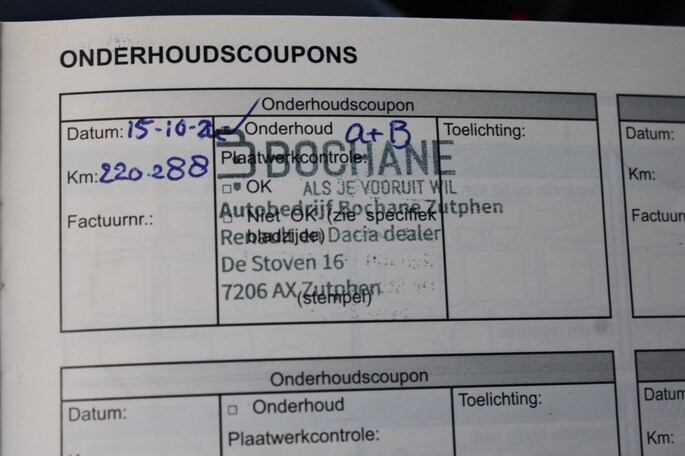 ONDERHOUDSCOUPONS
Onderhoudscoupon
Datum: 15-10-2
Km: 220.288
Factuurnr.:
Onderhoud a+B
Plaatwerkcontrole:
OK
Niet OK (zie specifiek
bladzijde)
(stempel)
BOCHANE
ALS JE VOORUIT WIL
Autobedrijf Bochane Zutphen
Renault en Dacia dealer
De Stoven 16
7206 AX Zutphen
Toelichting:
Datum:
Km:
Factuurn
Onderhoudscoupon
Datum:
Onderhoud
Plaatwerkcontrole:
Toelichting:
Datum
Km: